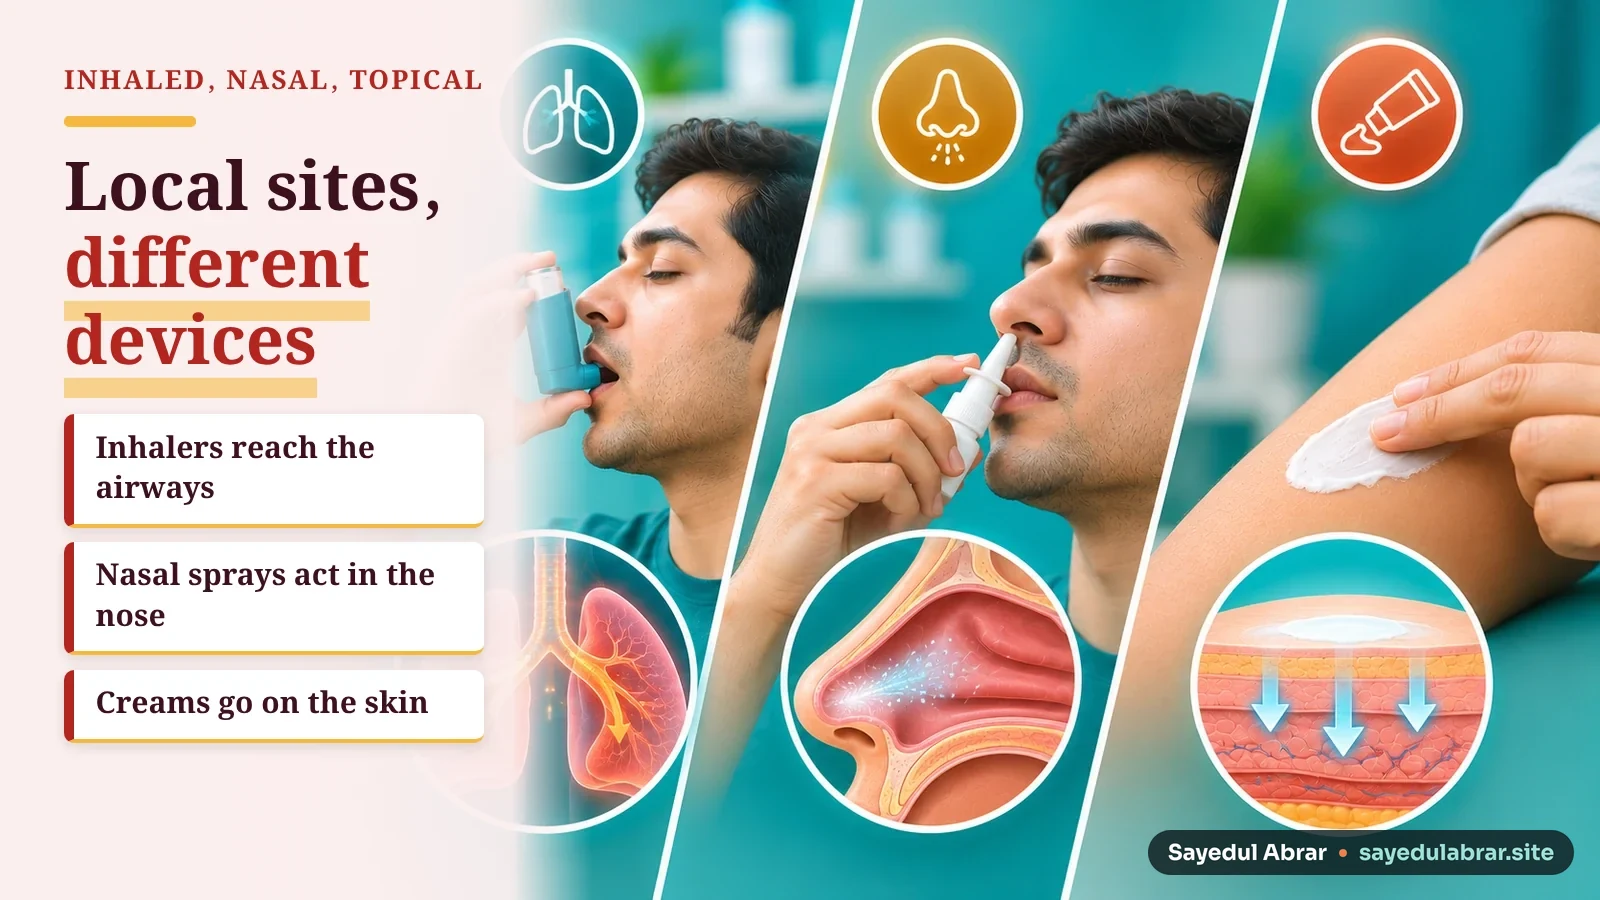 INHALED, NASAL, TOPICAL
Local sites,
different
devices
Inhalers reach the
airways
Nasal sprays act in the
nose
Creams go on the skin
Sayedul Abrar • sayedulabrar.site